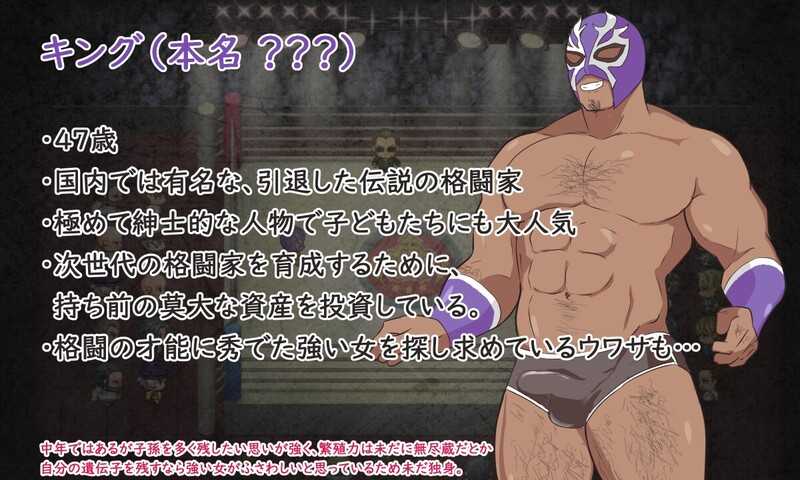 キング（本名 ???）
・47歳
・国内では有名な、引退した伝説の格闘家
・極めて紳士的な人物で子どもたちにも大人気
・次世代の格闘家を育成するために、
持ち前の莫大な資産を投資している。
・格闘の才能に秀でた強い女を探し求めているウワサも…
中年ではあるが子孫を多く残したい思いが強く、繁殖力は未だに無尽蔵だとか
自分の遺伝子を残すなら強い女がふさわしいと思っているため未だ独身。